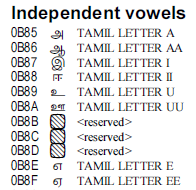 Independent vowels
0B85 அ TAMIL LETTER A
0B86 ஆ TAMIL LETTER AA
0B87 இ TAMIL LETTER I
0B88 ஈ TAMIL LETTER II
0B89 உ TAMIL LETTER U
0B8A ஊ TAMIL LETTER UU
0B8B <reserved>
0B8C <reserved>
0B8D <reserved>
0B8E எ TAMIL LETTER E
0B8F ஏ TAMIL LETTER EE